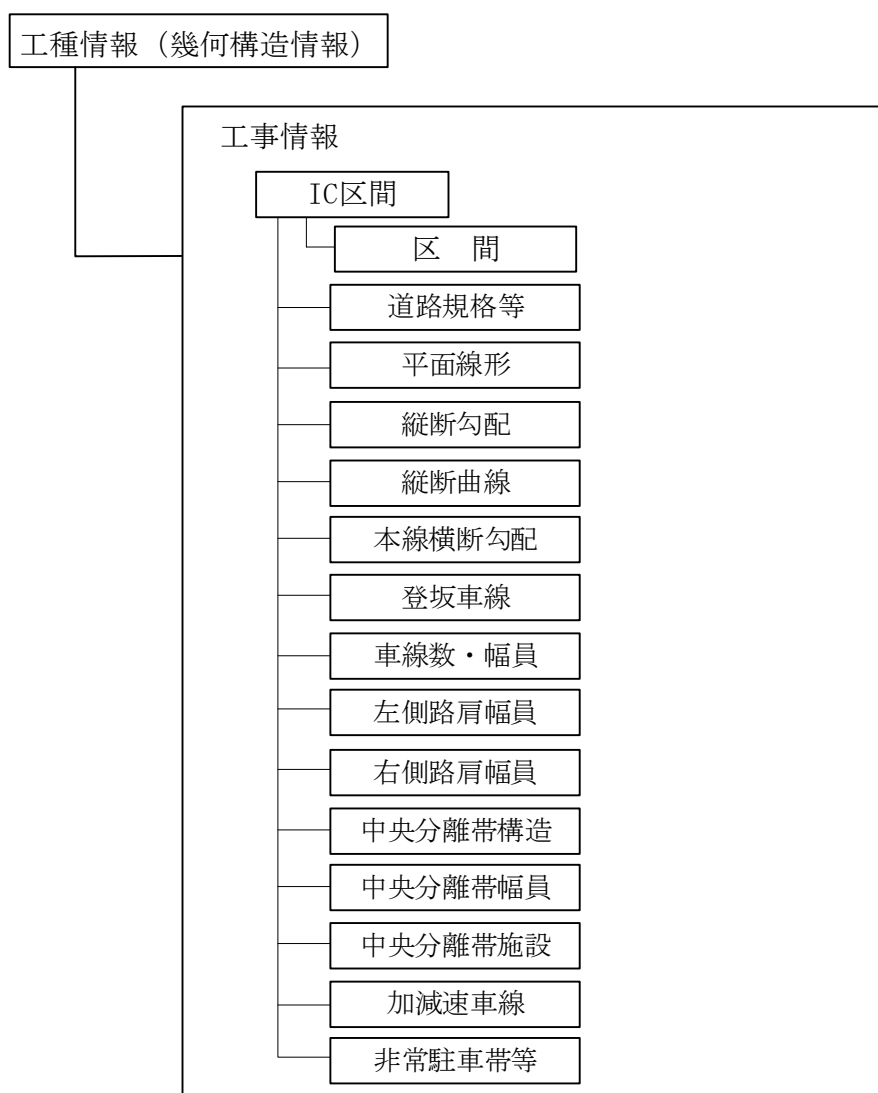 工種情報（幾何構造情報）
工事情報
IC区間
区　間
道路規格等
平面線形
縦断勾配
縦断曲線
本線横断勾配
登坂車線
車線数・幅員
左側路肩幅員
右側路肩幅員
中央分離帯構造
中央分離帯幅員
中央分離帯施設
加減速車線
非常駐車帯等